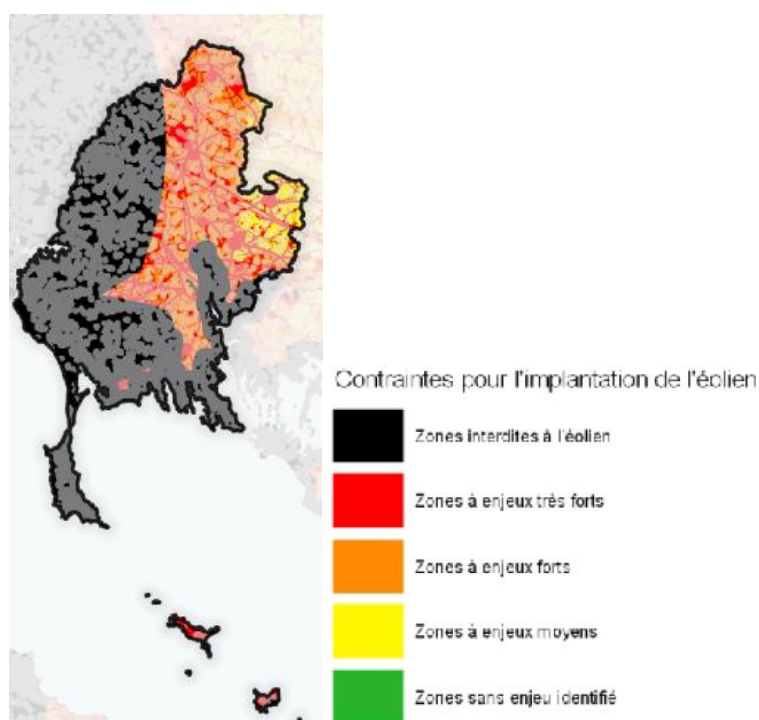 Contraintes pour l'implantation de l'éolien
Zones interdites à l'éolien
Zones à enjeux très forts
Zones à enjeux forts
Zones à enjeux moyens
Zones sans enjeu identifié